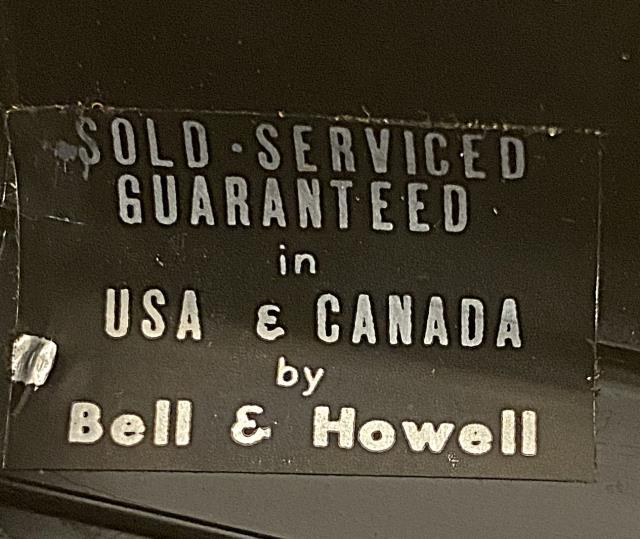 SOLD·SERVICED
GUARANTEED
in
USA & CANADA
by
Bell & Howell